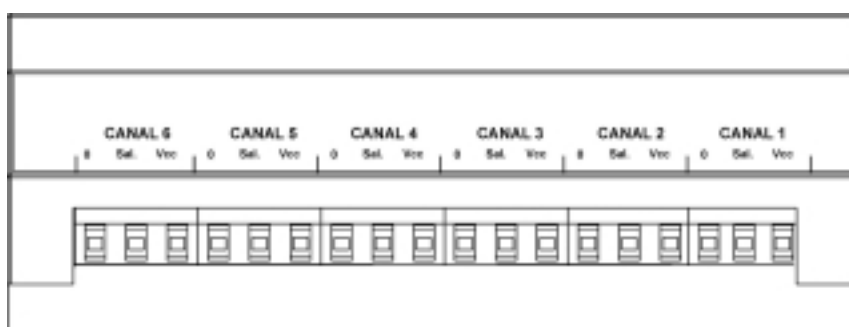 CANAL 6 CANAL 5 CANAL 4 CANAL 3 CANAL 2 CANAL 1
0 Sal. Vcc 0 Sal. Vcc 0 Sal. Vcc 0 Sal. Vcc 0 Sal. Vcc 0 Sal. Vcc